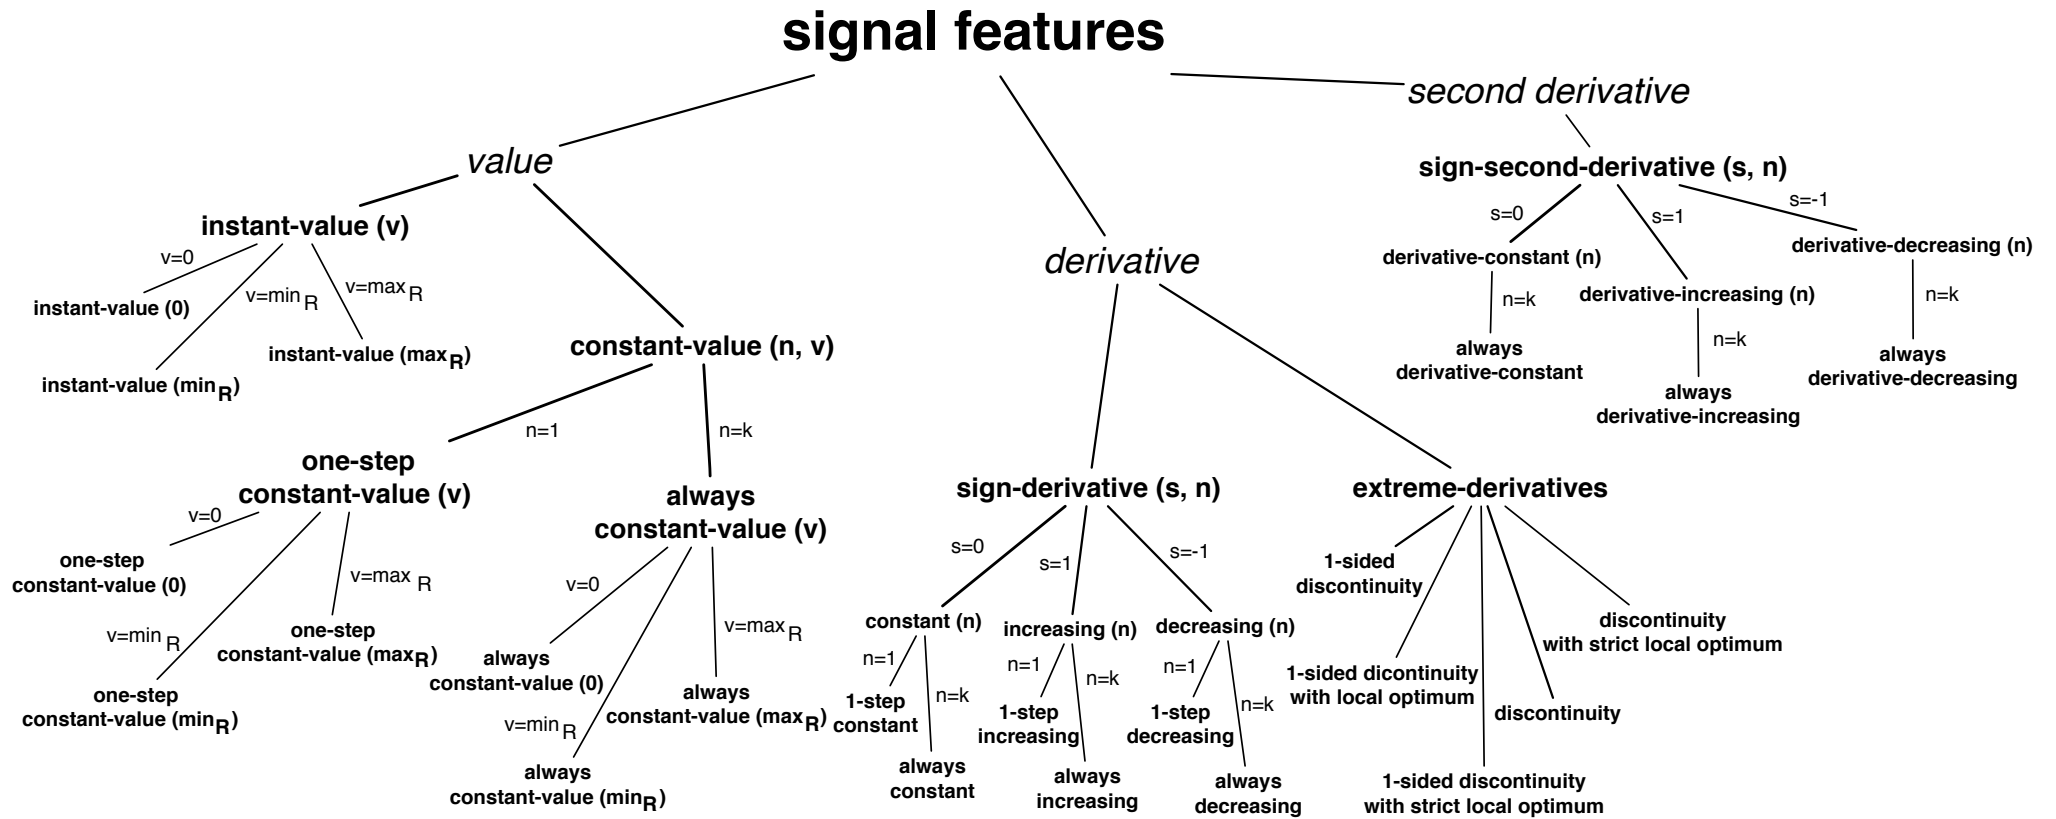 signal features
second derivative
value
sign-second-derivative (s, n)
s=0
s=1
s=-1
derivative-constant (n)
derivative-increasing (n)
derivative-decreasing (n)
n=k
n=k
n=k
always
derivative-constant
always
derivative-increasing
always
derivative-decreasing
instant-value (v)
v=0
v=min R
v=max R
instant-value (0)
instant-value (min R)
instant-value (max R)
constant-value (n, v)
n=1
n=k
one-step
constant-value (v)
v=0
v=min R
v=max R
one-step
constant-value (0)
one-step
constant-value (min R)
one-step
constant-value (max R)
always
constant-value (v)
v=0
v=min R
v=max R
always
constant-value (0)
always
constant-value (min R)
always
constant-value (max R)
derivative
sign-derivative (s, n)
s=0
s=1
s=-1
constant (n)
n=1
n=k
1-step
constant
always
constant
increasing (n)
n=1
n=k
1-step
increasing
always
increasing
decreasing (n)
n=1
n=k
1-step
decreasing
always
decreasing
extreme-derivatives
1-sided
discontinuity
1-sided dicontinuity
with local optimum
1-sided discontinuity
with strict local optimum
discontinuity
discontinuity
with strict local optimum